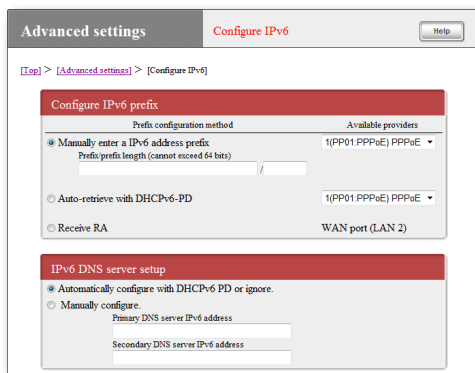 Advanced settings Configure IPv6 Help
[Top] > [Advanced settings] > [Configure IPv6]
Configure IPv6 prefix
Prefix configuration method Available providers
Manually enter a IPv6 address prefix 1(PP01:PPPoE) PPPoE
Prefix/prefix length (cannot exceed 64 bits)
/
Auto-retrieve with DHCPv6-PD 1(PP01:PPPoE) PPPoE
Receive RA WAN port (LAN 2)
IPv6 DNS server setup
Automatically configure with DHCPv6 PD or ignore.
Manually configure.
Primary DNS server IPv6 address
Secondary DNS server IPv6 address